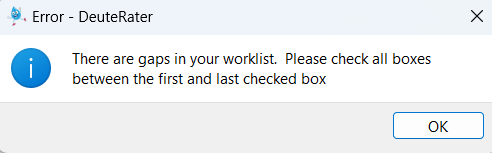 Error - DeuteRater
There are gaps in your worklist.  Please check all boxes
between the first and last checked box
OK